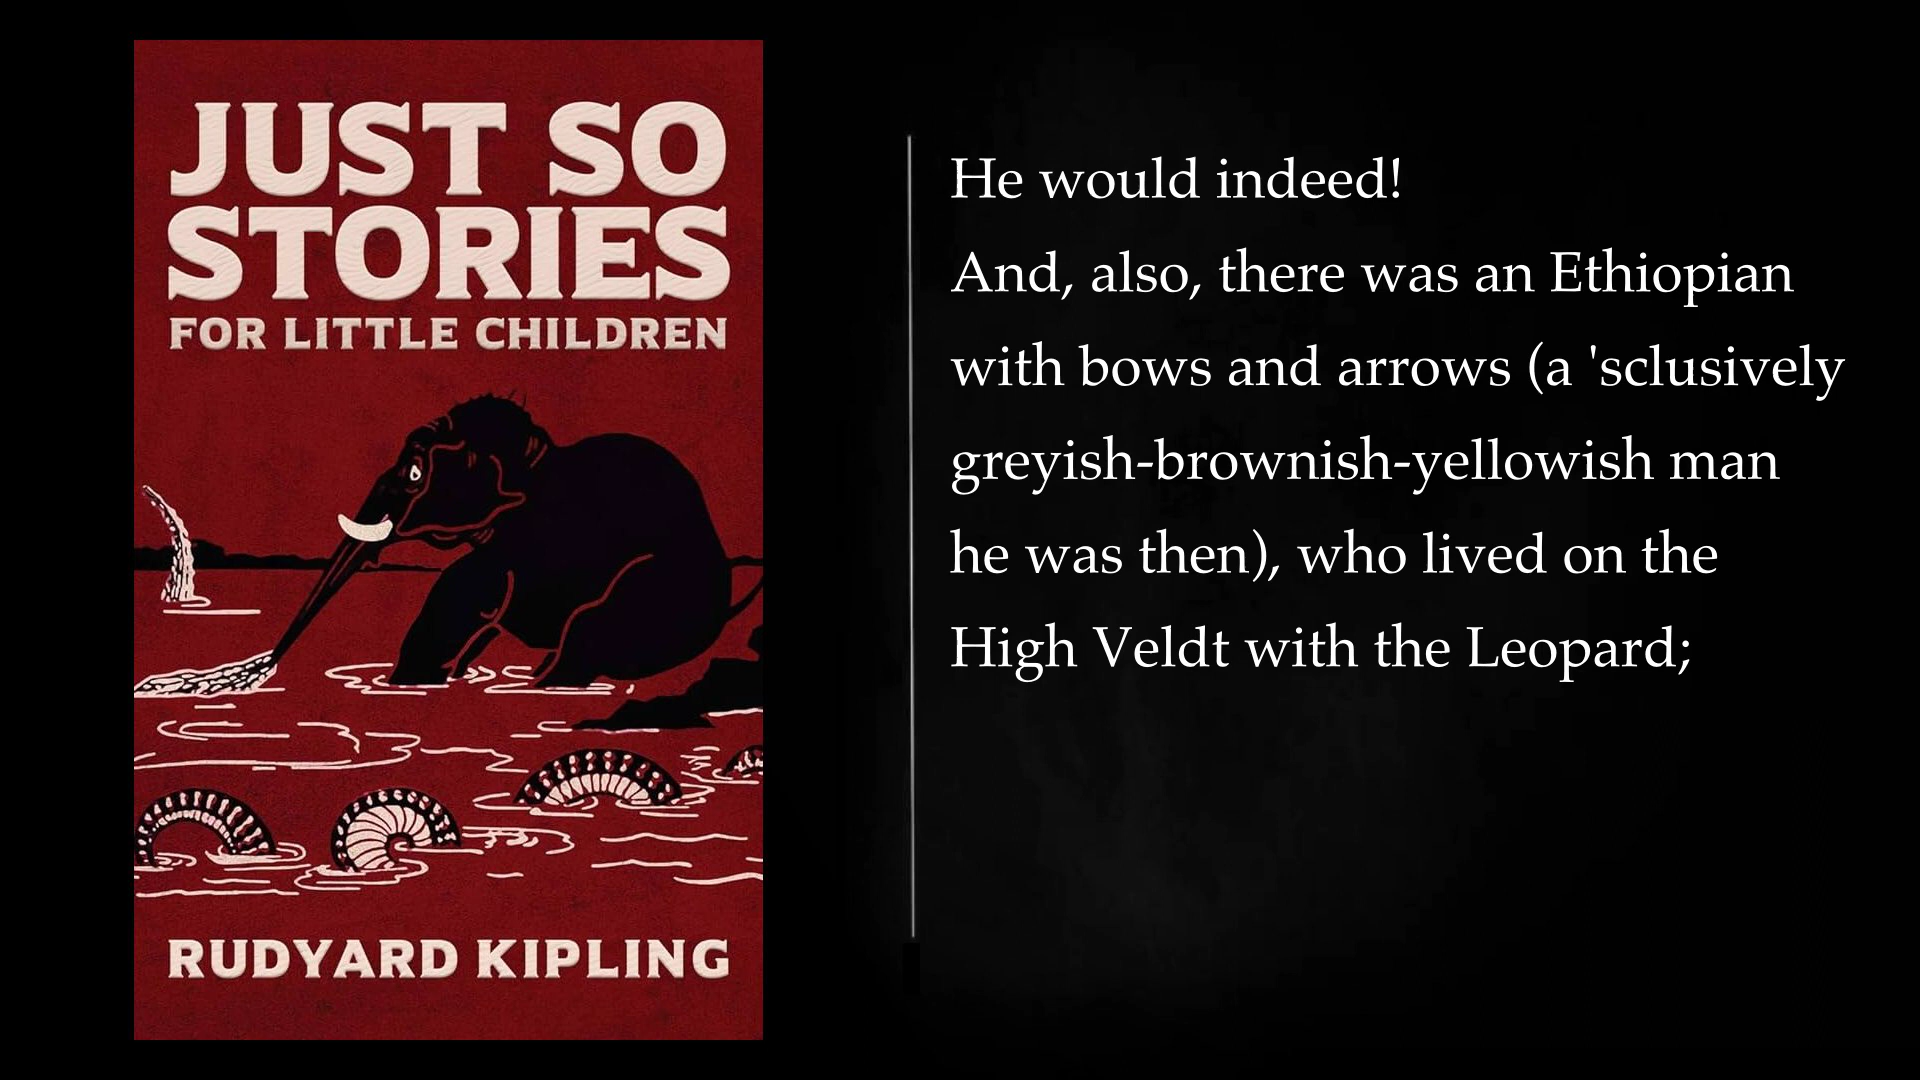 JUST SO
STORIES
FOR LITTLE CHILDREN
RUDYARD KIPLING
He would indeed!
And, also, there was an Ethiopian
with bows and arrows (a 'sclusively
greyish-brownish-yellowish man
he was then), who lived on the
High Veldt with the Leopard;